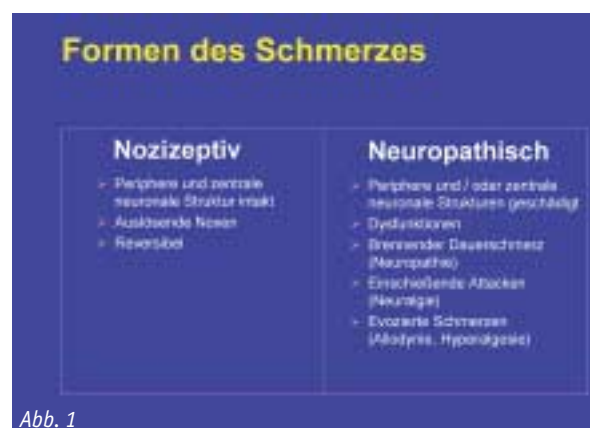 Formen des Schmerzes
Nozizeptiv
Periphere und zentrale
neuronale Struktur intakt
Auslösende Noxen
Reversibel
Neuropathisch
Periphere und / oder zentrale
neuronale Strukturen geschädigt
Dysfunktionen
Brennender Dauerschmerz
(Neuropathie)
Einschießende Attacken
(Neuralgie)
Evozierte Schmerzen
(Allodynie, Hyperalgesie)
Abb. 1